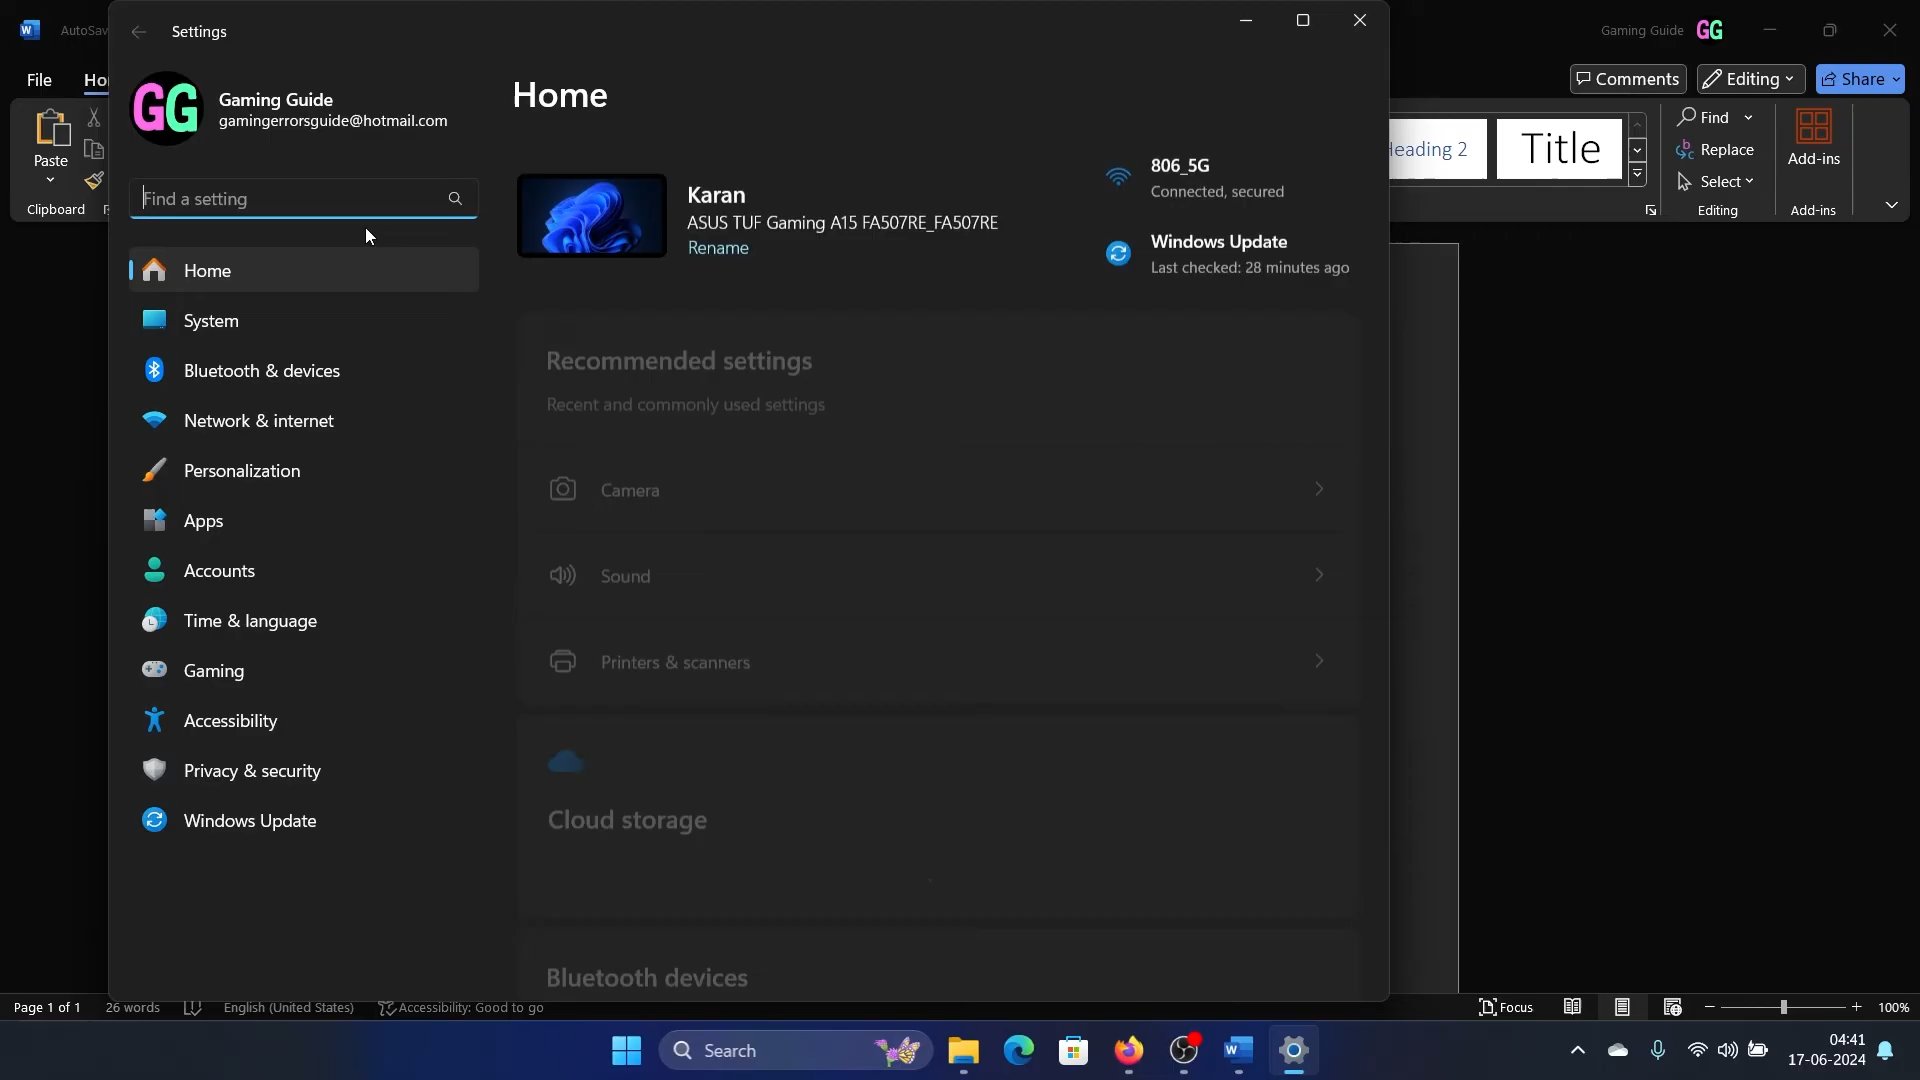 AutoSav
Settings
Gaming Guide
GG
File
Ho
Comments
Editing
Share
GG
Gaming Guide
gamingerrorsguide@hotmail.com
Home
Paste
Clipboard
Heading 2
Title
Find
Replace
Select
Editing
Add-ins
Add-ins
Find a setting
Karan
ASUS TUF Gaming A15 FA507RE_FA507RE
Rename
806_5G
Connected, secured
Windows Update
Last checked: 28 minutes ago
Home
System
Bluetooth & devices
Network & internet
Personalization
Apps
Accounts
Time & language
Gaming
Accessibility
Privacy & security
Windows Update
Recommended settings
Recent and commonly used settings
Camera
Sound
Printers & scanners
Cloud storage
Bluetooth devices
Page 1 of 1
26 words
English (United States)
Accessibility: Good to go
Focus
100%
Search
04:41
17-06-2024